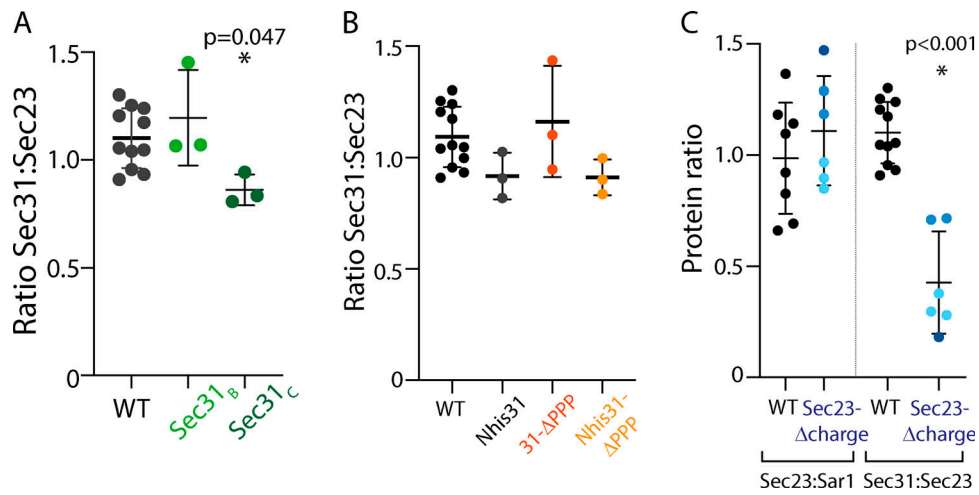 A
p=0.047
*
Ratio Sec31:Sec23
1.5
1.0
0.5
0
WT
Sec31B
Sec31C
B
Ratio Sec31:Sec23
1.5
1.0
0.5
0
WT
Nhis31
31-ΔPPP
Nhis31-
ΔPPP
C
p<0.001
*
Protein ratio
1.5
1.0
0.5
0
WT
Sec23-
Δcharge
WT
Sec23-
Δcharge
Sec23:Sar1
Sec31:Sec23